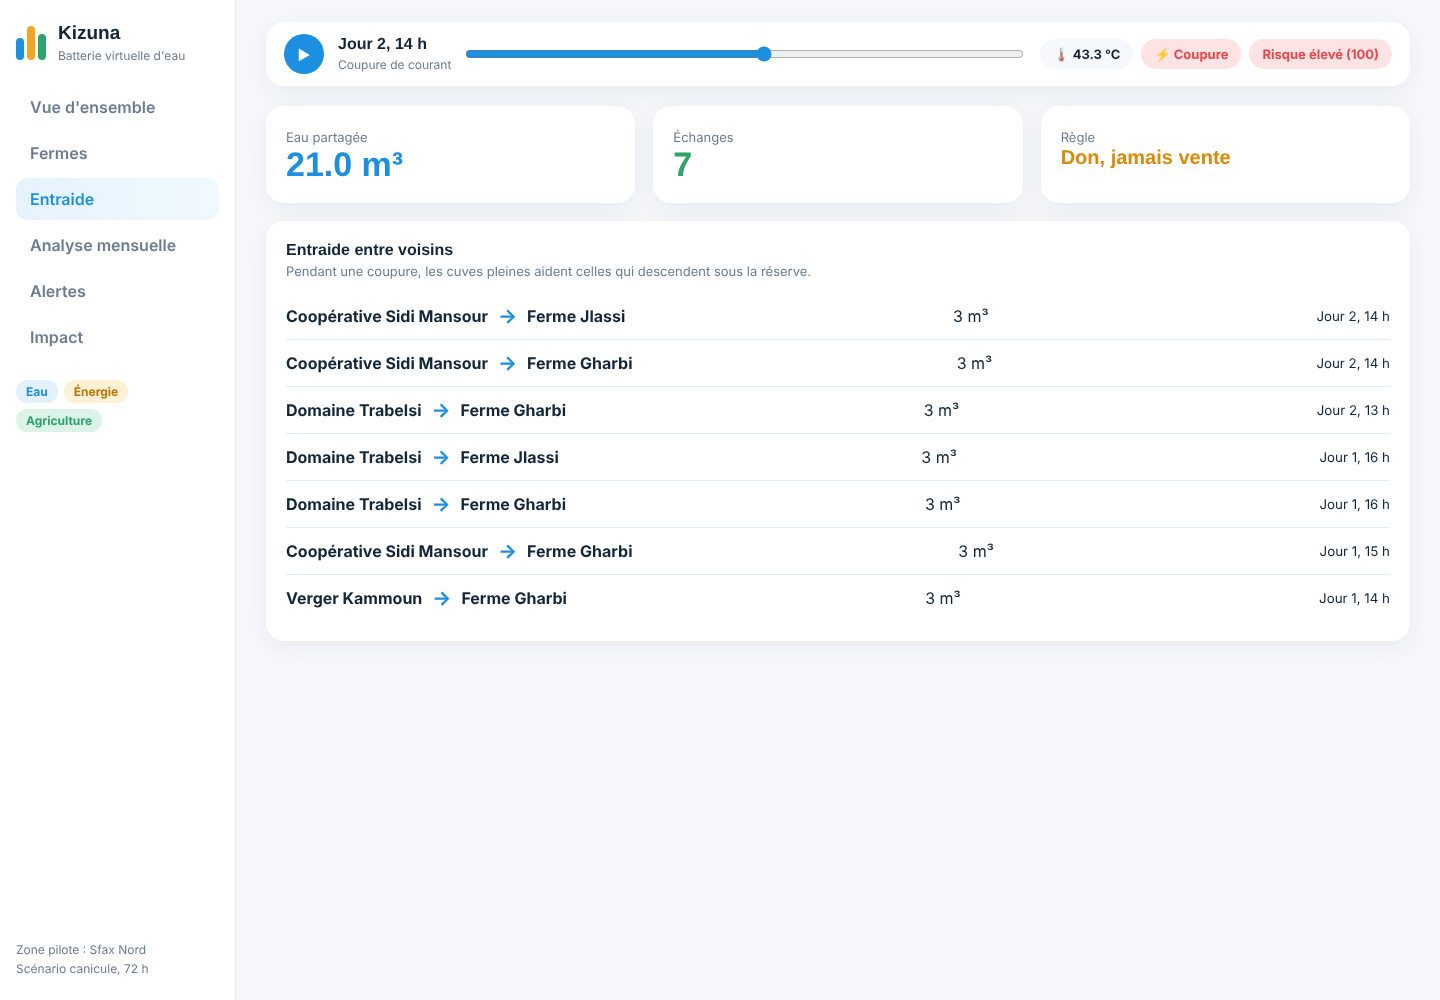 Kizuna
Batterie virtuelle d'eau
Vue d'ensemble
Fermes
Entraide
Analyse mensuelle
Alertes
Impact
Eau Énergie
Agriculture
Zone pilote : Sfax Nord
Scénario canicule, 72 h
Jour 2, 14 h
Coupure de courant
🌡️ 43.3 °C ⚡ Coupure Risque élevé (100)
Eau partagée
21.0 m³
Échanges
7
Règle
Don, jamais vente
Entraide entre voisins
Pendant une coupure, les cuves pleines aident celles qui descendent sous la réserve.
Coopérative Sidi Mansour → Ferme Jlassi 3 m³ Jour 2, 14 h
Coopérative Sidi Mansour → Ferme Gharbi 3 m³ Jour 2, 14 h
Domaine Trabelsi → Ferme Gharbi 3 m³ Jour 2, 13 h
Domaine Trabelsi → Ferme Jlassi 3 m³ Jour 1, 16 h
Domaine Trabelsi → Ferme Gharbi 3 m³ Jour 1, 16 h
Coopérative Sidi Mansour → Ferme Gharbi 3 m³ Jour 1, 15 h
Verger Kammoun → Ferme Gharbi 3 m³ Jour 1, 14 h